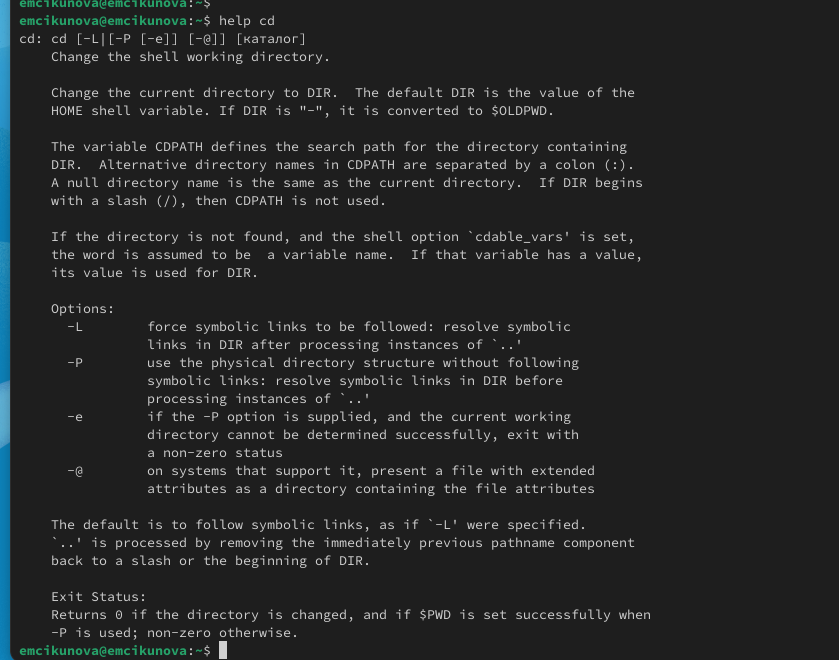 emcikunova@emcikunova:~$
emcikunova@emcikunova:~$ help cd
cd: cd [-L|[-P [-e]] [-@]] [каталог]
    Change the shell working directory.

    Change the current directory to DIR.  The default DIR is the value of the
    HOME shell variable. If DIR is "-", it is converted to $OLDPWD.

    The variable CDPATH defines the search path for the directory containing
    DIR.  Alternative directory names in CDPATH are separated by a colon (:).
    A null directory name is the same as the current directory.  If DIR begins
    with a slash (/), then CDPATH is not used.

    If the directory is not found, and the shell option `cdable_vars' is set,
    the word is assumed to be  a variable name.  If that variable has a value,
    its value is used for DIR.

    Options:
      -L        force symbolic links to be followed: resolve symbolic
                links in DIR after processing instances of `..'
      -P        use the physical directory structure without following
                symbolic links: resolve symbolic links in DIR before
                processing instances of `..'
      -e        if the -P option is supplied, and the current working
                directory cannot be determined successfully, exit with
                a non-zero status
      -@        on systems that support it, present a file with extended
                attributes as a directory containing the file attributes

    The default is to follow symbolic links, as if `-L' were specified.
    `..' is processed by removing the immediately previous pathname component
    back to a slash or the beginning of DIR.

    Exit Status:
    Returns 0 if the directory is changed, and if $PWD is set successfully when
    -P is used; non-zero otherwise.
emcikunova@emcikunova:~$